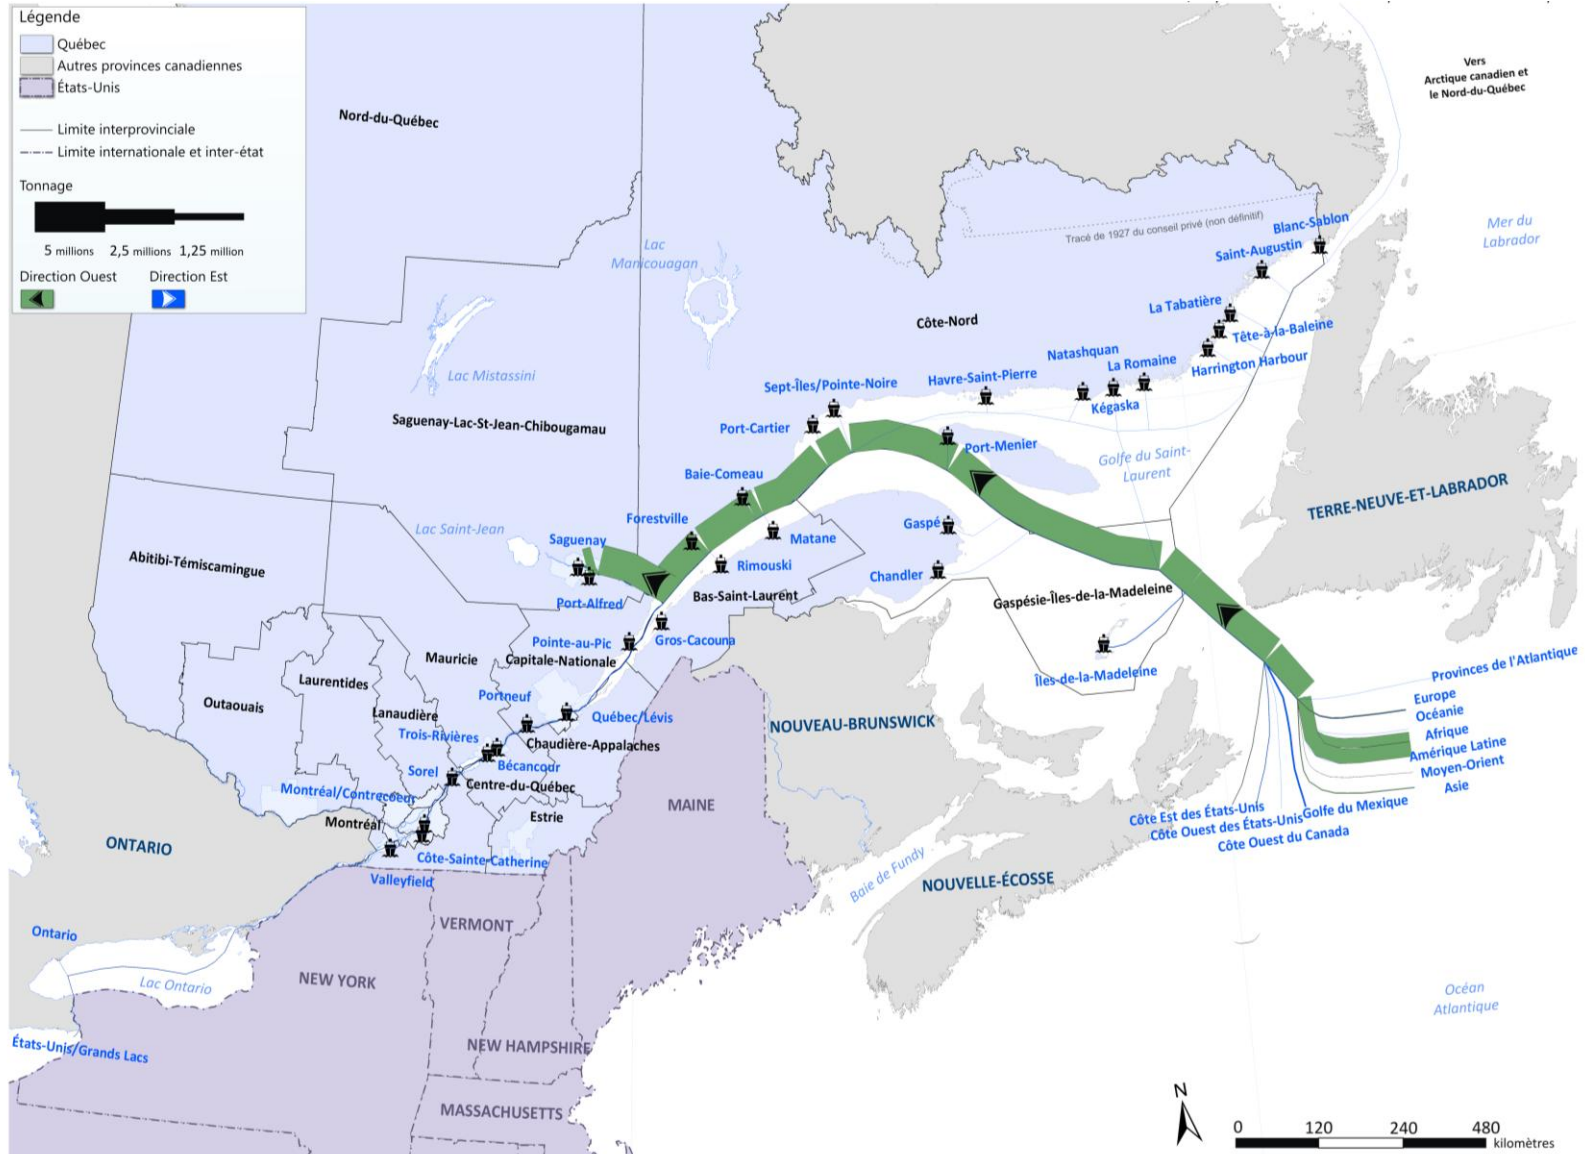 Légende
Québec
Autres provinces canadiennes
États-Unis
Limite interprovinciale
Limite internationale et inter-état
Tonnage
5 millions 2,5 millions 1,25 million
Direction Ouest Direction Est
Vers
Arctique canadien et
le Nord-du-Québec
Nord-du-Québec
Mer du
Labrador
Blanc-Sablon
Tracé de 1927 du conseil privé (non définitif)
Saint-Augustin
Lac
Manicouagan
La Tabatière
Côte-Nord
Tête-à-la-Baleine
Natashquan
La Romaine
Harrington Harbour
Lac Mistassini
Sept-Îles/Pointe-Noire
Havre-Saint-Pierre
Kégaska
Saguenay-Lac-St-Jean-Chibougamau
Port-Cartier
Port-Menier
Golfe du Saint-
Laurent
Baie-Comeau
TERRE-NEUVE-ET-LABRADOR
Lac Saint-Jean
Forestville
Gaspé
Saguenay
Matane
Abitibi-Témiscamingue
Rimouski
Chandler
Port-Alfred
Bas-Saint-Laurent
Gaspésie-Îles-de-la-Madeleine
Pointe-au-Pic
Gros-Cacouna
Mauricie
Capitale-Nationale
Laurentides
Îles-de-la-Madeleine
Outaouais
Portneuf
Lanaudière
Québec/Lévis
NOUVEAU-BRUNSWICK
Trois-Rivières
Chaudière-Appalaches
Bécancour
Sorel
Centre-du-Québec
Montréal/Contrecoeur
Montréal
Estrie
MAINE
Provinces de l'Atlantique
Europe
Océanie
Afrique
Amérique Latine
Moyen-Orient
Asie
Côte Est des États-Unis
Golfe du Mexique
Côte Ouest des États-Unis
Côte Ouest du Canada
ONTARIO
Côte-Sainte-Catherine
Valleyfield
Baie de Fundy
NOUVELLE-ÉCOSSE
VERMONT
Ontario
Lac Ontario
NEW YORK
Océan
Atlantique
États-Unis/Grands Lacs
NEW HAMPSHIRE
MASSACHUSETTS
N
0 120 240 480
kilomètres